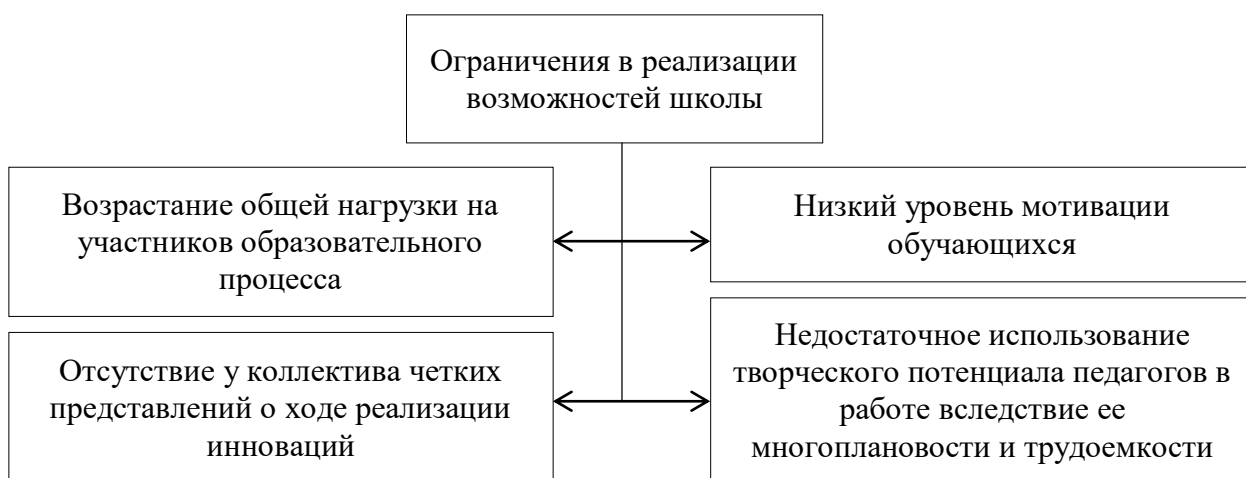 Ограничения в реализации
возможностей школы
Возрастание общей нагрузки на
участников образовательного
процесса
Низкий уровень мотивации
обучающихся
Отсутствие у коллектива четких
представлений о ходе реализации
инноваций
Недостаточное использование
творческого потенциала педагогов в
работе вследствие ее
многоплановости и трудоемкости